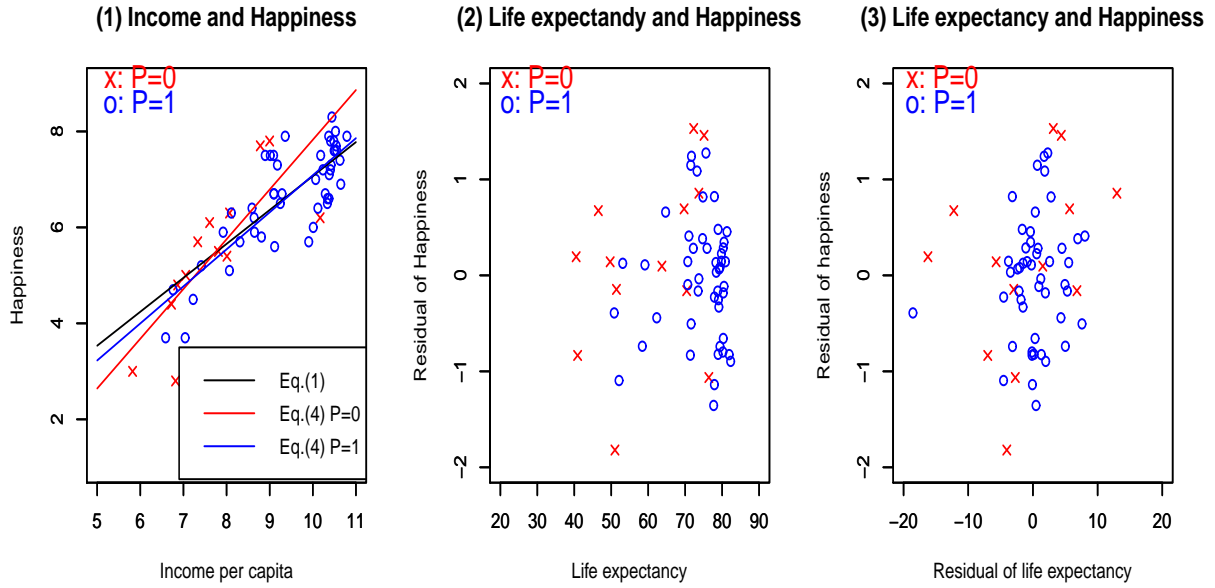 (1) Income and Happiness
x: P=0
o: P=1
Happiness
8
6
4
2
Eq.(1)
Eq.(4) P=0
Eq.(4) P=1
5 6 7 8 9 10 11
Income per capita
(2) Life expectandy and Happiness
x: P=0
o: P=1
Residual of Happiness
2
1
0
−1
−2
20 30 40 50 60 70 80 90
Life expectancy
(3) Life expectancy and Happiness
x: P=0
o: P=1
Residual of happiness
2
1
0
−1
−2
−20 −10 0 10 20
Residual of life expectancy